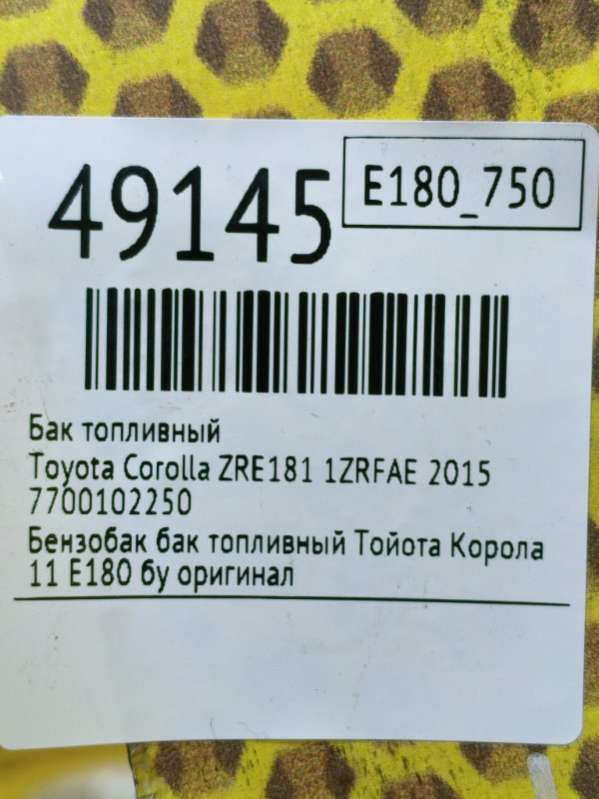 49145
E180_750
Бак топливный
Toyota Corolla ZRE181 1ZRFAE 2015
7700102250
Бензобак бак топливный Тойота Корола
11 E180 бу оригинал